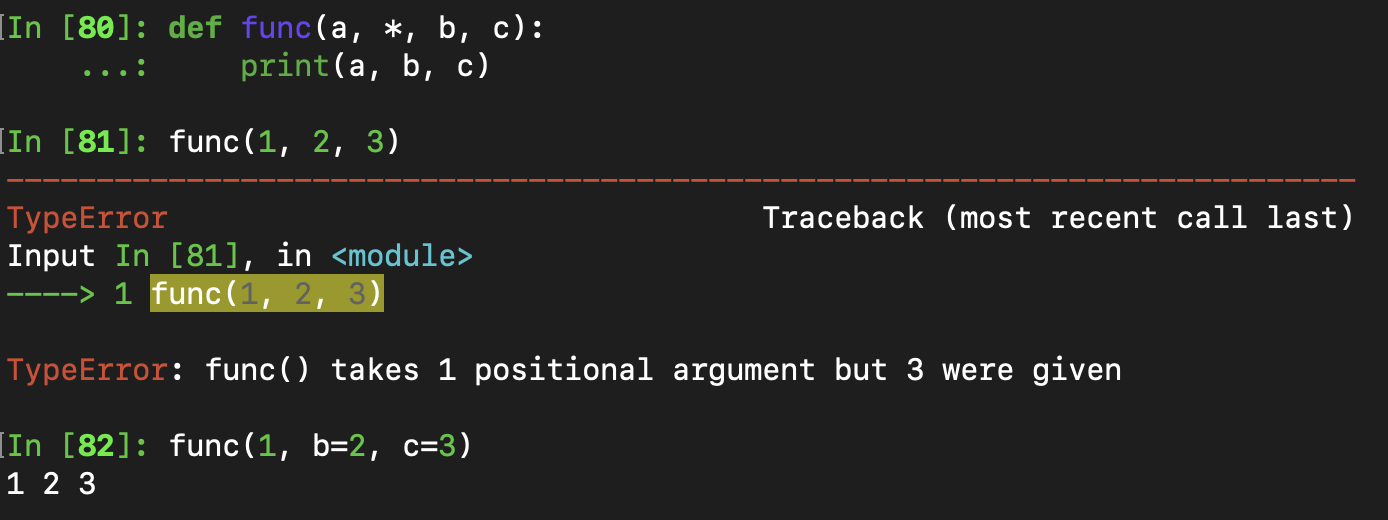 In [80]: def func(a, *, b, c):
    ...:     print(a, b, c)
In [81]: func(1, 2, 3)
---------------------------------------------------------------------------
TypeError                                 Traceback (most recent call last)
Input In [81], in <module>
----> 1 func(1, 2, 3)
TypeError: func() takes 1 positional argument but 3 were given
In [82]: func(1, b=2, c=3)
1 2 3